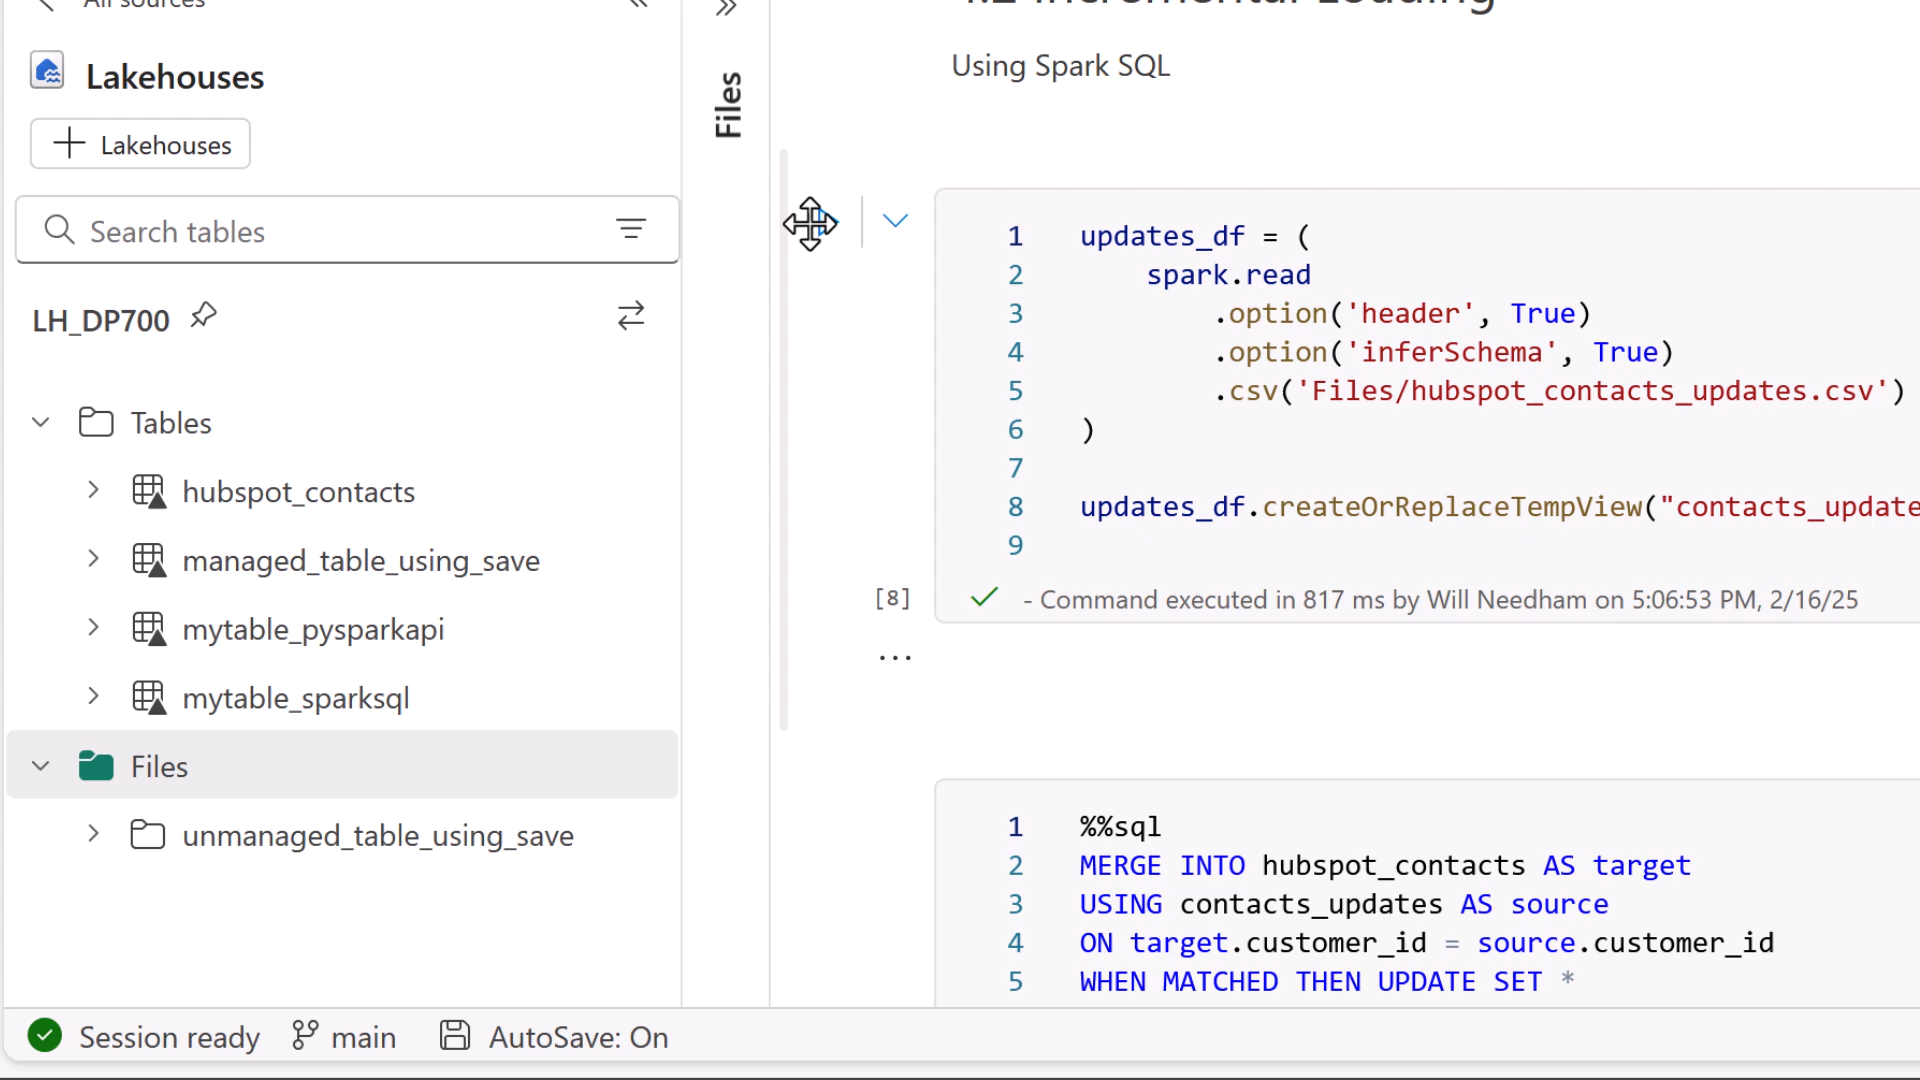 All sources
Lakehouses
Lakehouses
Search tables
LH_DP700
Tables
hubspot_contacts
managed_table_using_save
mytable_pysparkapi
mytable_sparksql
Files
unmanaged_table_using_save
Files
Incremental Loading
Using Spark SQL
1 updates_df = (
2 spark.read
3 .option('header', True)
4 .option('inferSchema', True)
5 .csv('Files/hubspot_contacts_updates.csv')
6 )
7
8 updates_df.createOrReplaceTempView("contacts_update
9
[8] - Command executed in 817 ms by Will Needham on 5:06:53 PM, 2/16/25
...
1 %%sql
2 MERGE INTO hubspot_contacts AS target
3 USING contacts_updates AS source
4 ON target.customer_id = source.customer_id
5 WHEN MATCHED THEN UPDATE SET *
Session ready main AutoSave: On